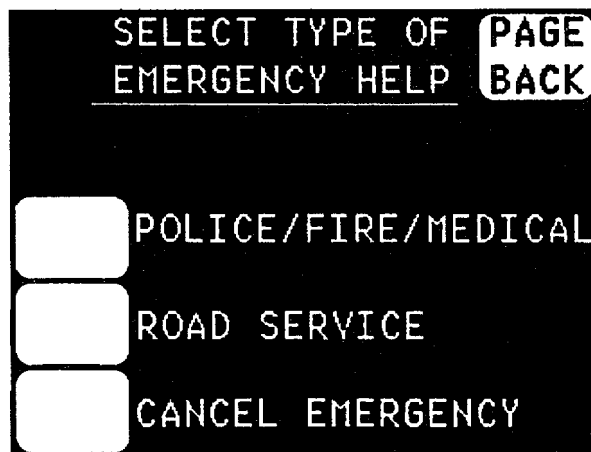 SELECT TYPE OF
EMERGENCY HELP
PAGE
BACK
POLICE/FIRE/MEDICAL
ROAD SERVICE
CANCEL EMERGENCY